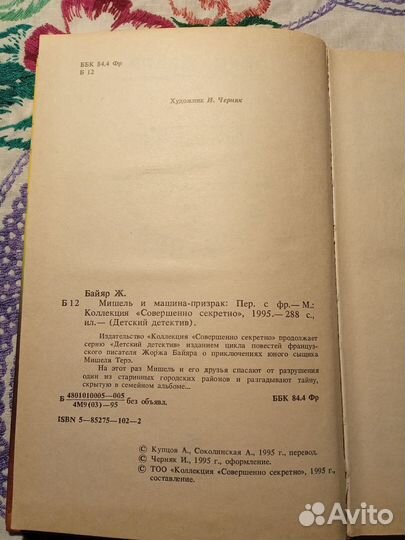 ББК 84.4 Фр
Б 12
Художник И. Черняк
Байяр Ж.
Б 12 Мишель и машина-призрак: Пер. с фр.— М.:
Коллекция «Совершенно секретно», 1995.— 288 с.,
ил.— (Детский детектив).
Издательство «Коллекция «Совершенно секретно» продолжает
серию «Детский детектив» изданием цикла повестей французского писателя Жоржа Байяра о приключениях юного сыщика
Мишеля Терэ.
На этот раз Мишель и его друзья спасают от разрушения
один из старинных городских районов и разгадывают тайну,
скрытую в семейном альбоме...
Б 4801010005—005
4М9(03)—95 без объявл. ББК 84.4 Фр
ISBN 5—85275—102—2
© Купцов А., Соколинская А., 1995 г., перевод.
© Черняк И., 1995 г., оформление.
© ТОО «Коллекция «Совершенно секретно», 1995 г.,
составление.
Avito